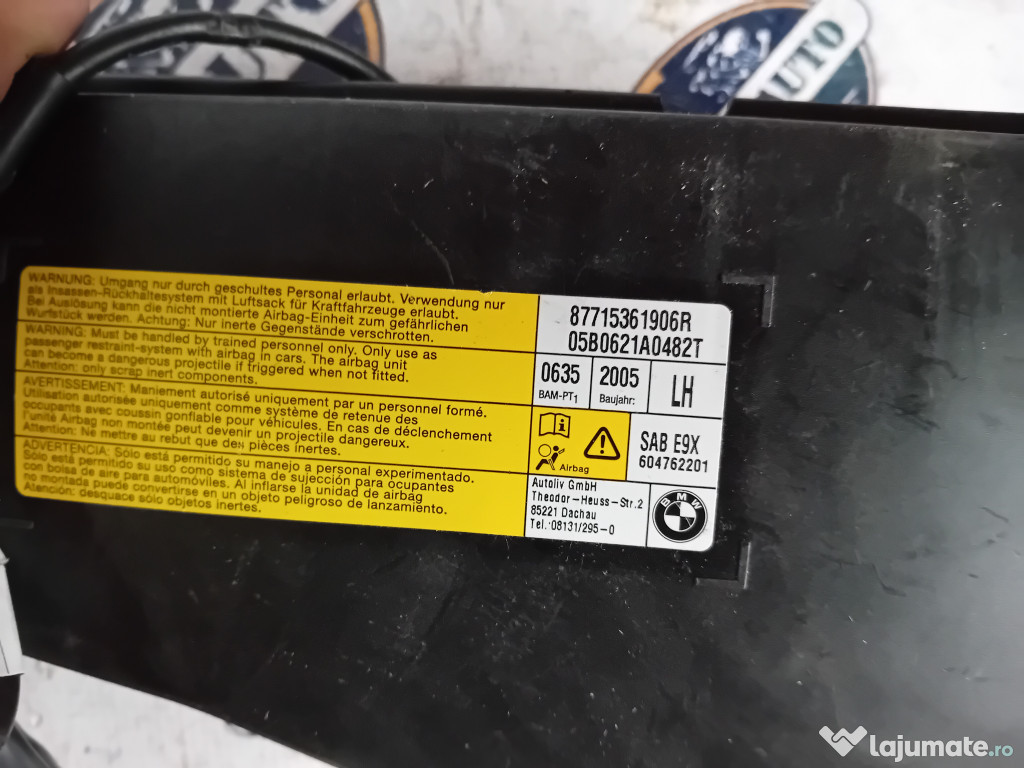 AUTO
WARNUNG: Umgang nur durch geschultes Personal erlaubt. Verwendung nur
als Insassen-Rückhaltesystem mit Luftsack für Kraftfahrzeuge erlaubt.
Bei Auslösung kann die nicht montierte Airbag-Einheit zum gefährlichen
Wurfstück werden. Achtung: Nur inerte Gegenstände verschrotten.
WARNING: Must be handled by trained personnel only. Only use as
passenger restraint-system with airbag in cars. The airbag unit
can become a dangerous projectile if triggered when not fitted.
Attention: only scrap inert components.
AVERTISSEMENT: Maniement autorisé uniquement par un personnel formé.
Utilisation autorisée uniquement comme système de retenue des
occupants avec coussin gonflable pour véhicules. En cas de déclenchement
l'unité Airbag non montée peut devenir un projectile dangereux.
Attention: Ne mettre au rebut que des pièces inertes.
ADVERTENCIA: Sólo está permitido su manejo a personal experimentado.
Sólo está permitido su uso como sistema de sujección para ocupantes
con bolsa de aire para automóviles. Al inflarse la unidad de airbag
no montada puede convertirse en un objeto peligroso de lanzamiento.
Atención: desguace sólo objetos inertes.
87715361906R
05B0621A0482T
0635
BAM-PT1
2005
Baujahr:
LH
Airbag
SAB E9X
604762201
Autoliv GmbH
Theodor-Heuss-Str.2
85221 Dachau
Tel.:08131/295-0
BMW
lajumate.ro